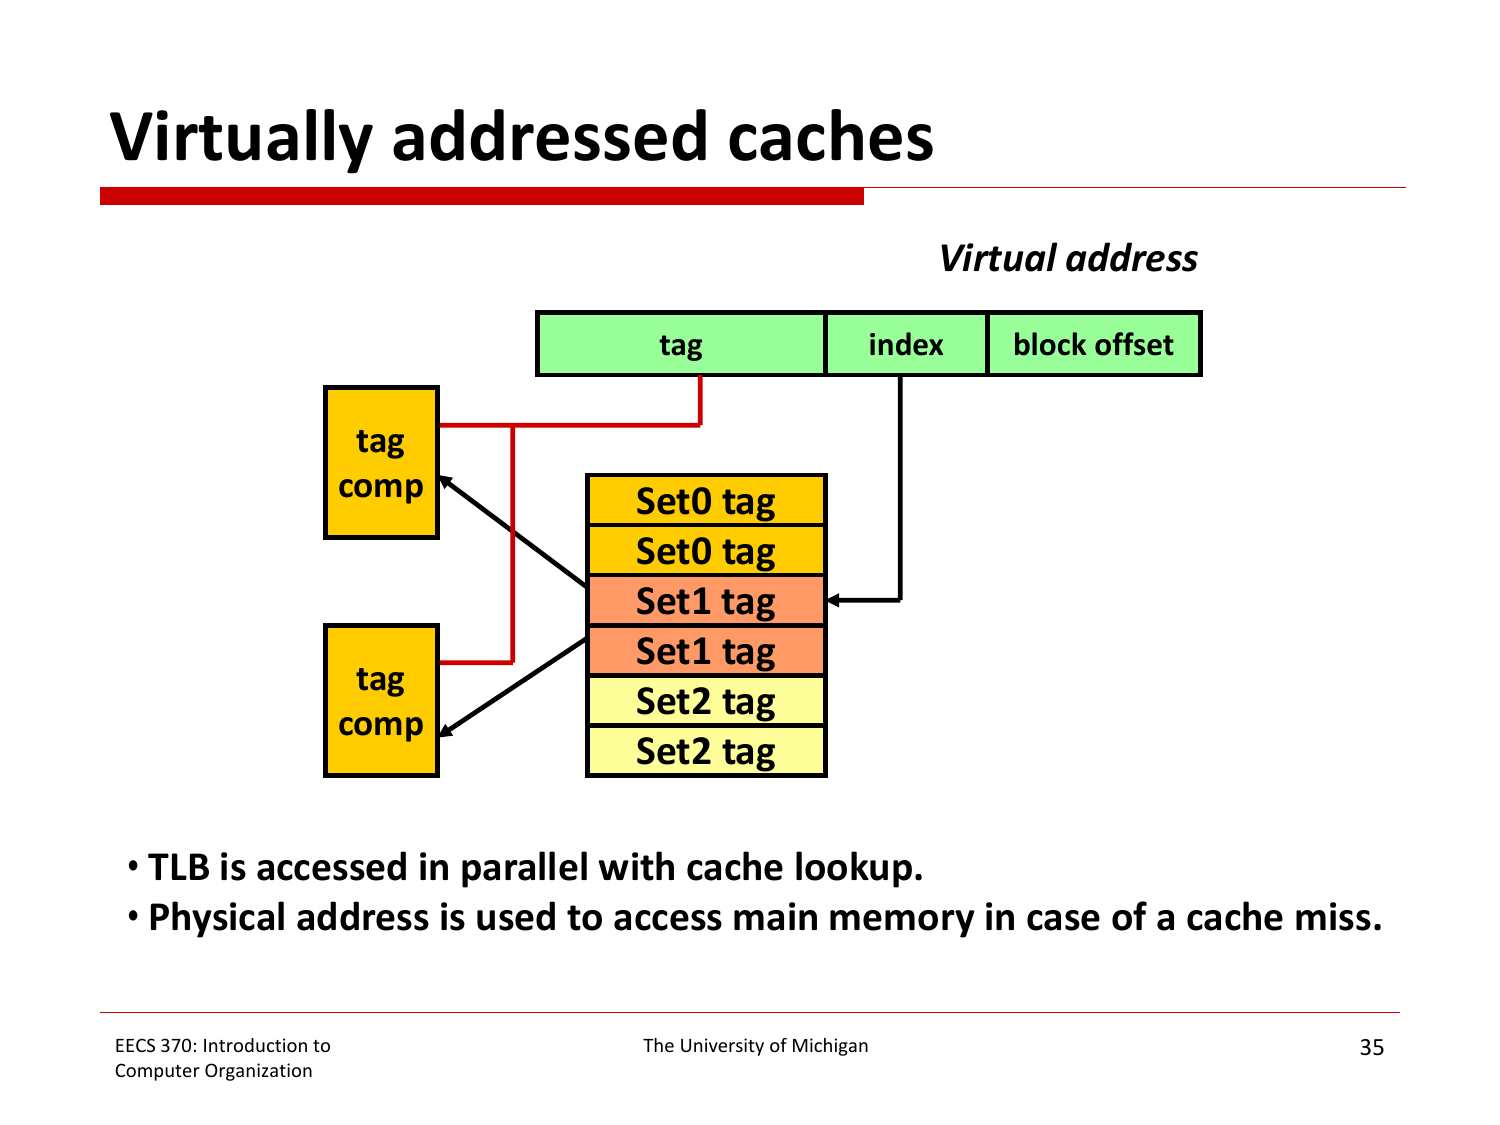 Virtually addressed caches
Virtual address
tag index block offset
tag
comp
Set0 tag
Set0 tag
Set1 tag
Set1 tag
Set2 tag
Set2 tag
tag
comp
• TLB is accessed in parallel with cache lookup.
• Physical address is used to access main memory in case of a cache miss.
EECS 370: Introduction to
Computer Organization
The University of Michigan
35